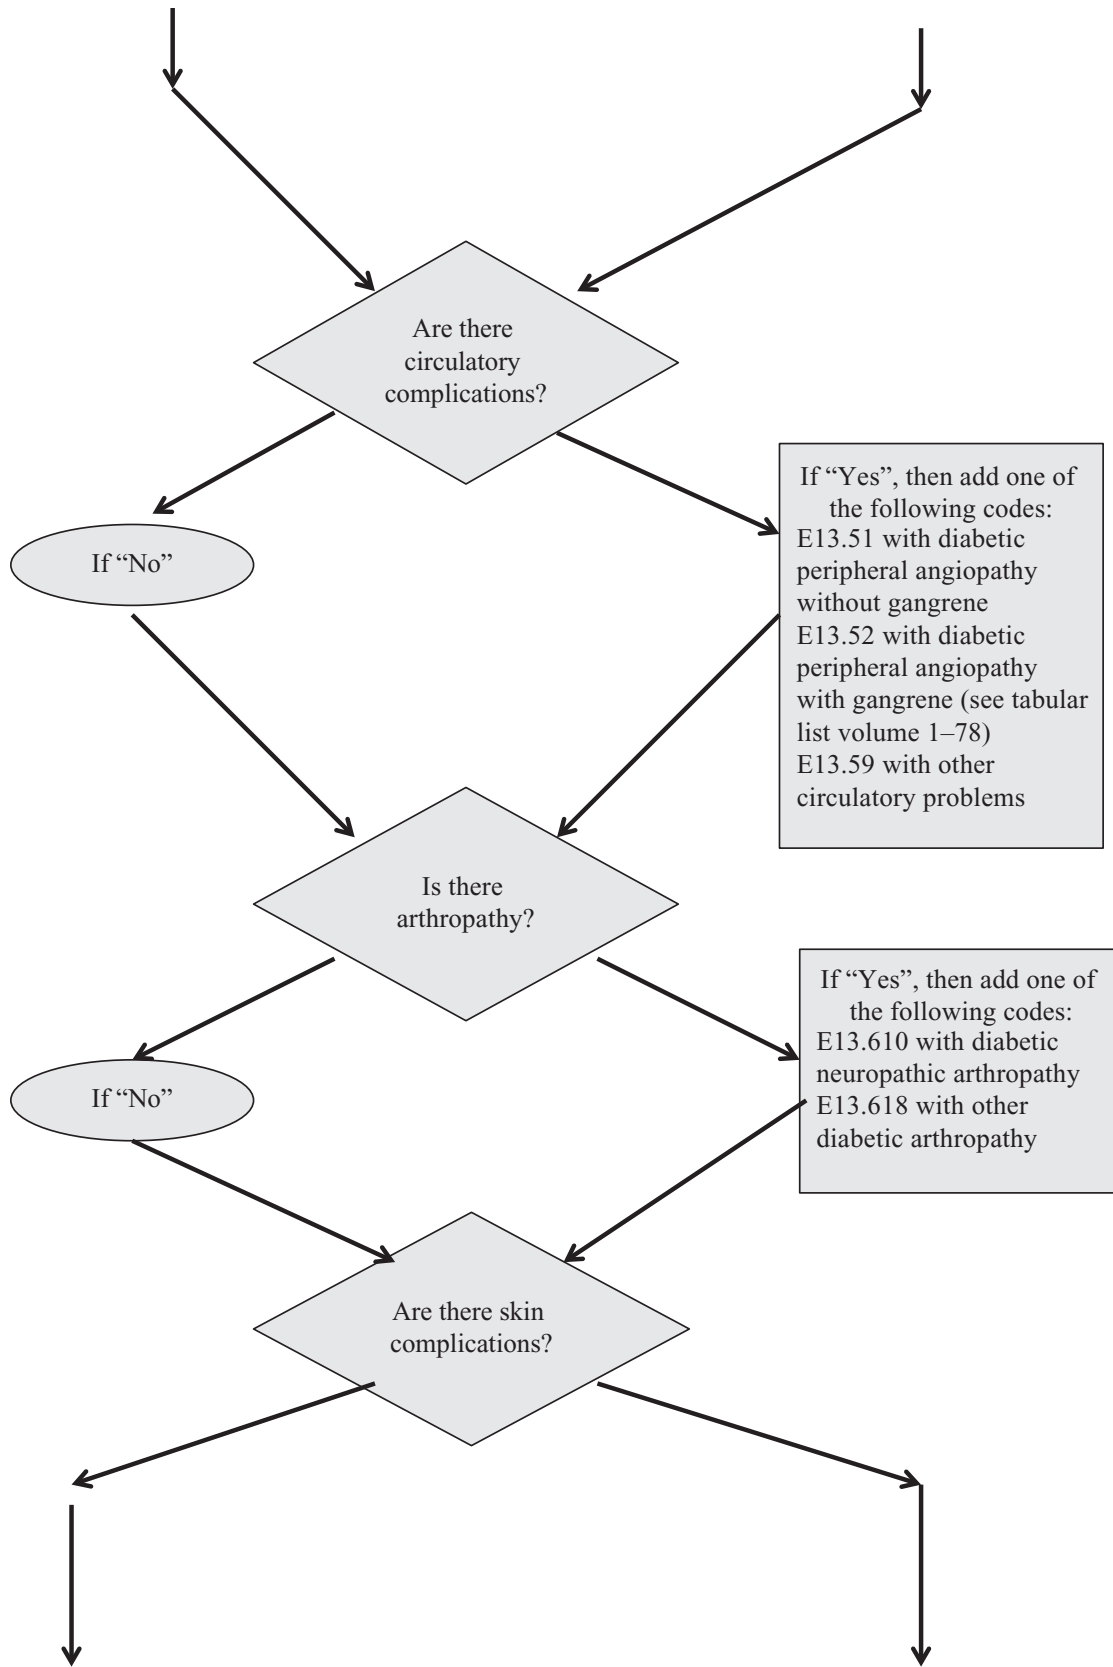 Are there
circulatory
complications?
If “Yes”, then add one of
the following codes:
E13.51 with diabetic
peripheral angiopathy
without gangrene
E13.52 with diabetic
peripheral angiopathy
with gangrene (see tabular
list volume 1–78)
E13.59 with other
circulatory problems
If “No”
Is there
arthropathy?
If “Yes”, then add one of
the following codes:
E13.610 with diabetic
neuropathic arthropathy
E13.618 with other
diabetic arthropathy
If “No”
Are there skin
complications?